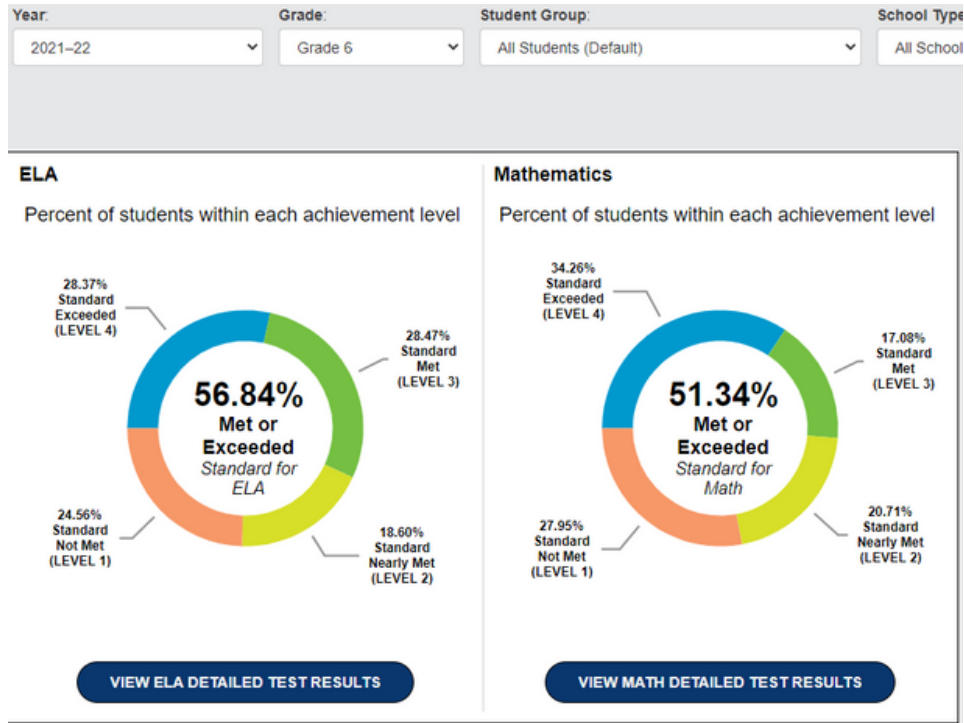 Year:
Grade:
Student Group:
School Type
2021–22
Grade 6
All Students (Default)
All School
ELA
Percent of students within each achievement level
28.37%
Standard
Exceeded
(LEVEL 4)
28.47%
Standard
Met
(LEVEL 3)
56.84%
Met or
Exceeded
Standard for
ELA
24.56%
Standard
Not Met
(LEVEL 1)
18.60%
Standard
Nearly Met
(LEVEL 2)
VIEW ELA DETAILED TEST RESULTS
Mathematics
Percent of students within each achievement level
34.26%
Standard
Exceeded
(LEVEL 4)
17.08%
Standard
Met
(LEVEL 3)
51.34%
Met or
Exceeded
Standard for
Math
27.95%
Standard
Not Met
(LEVEL 1)
20.71%
Standard
Nearly Met
(LEVEL 2)
VIEW MATH DETAILED TEST RESULTS